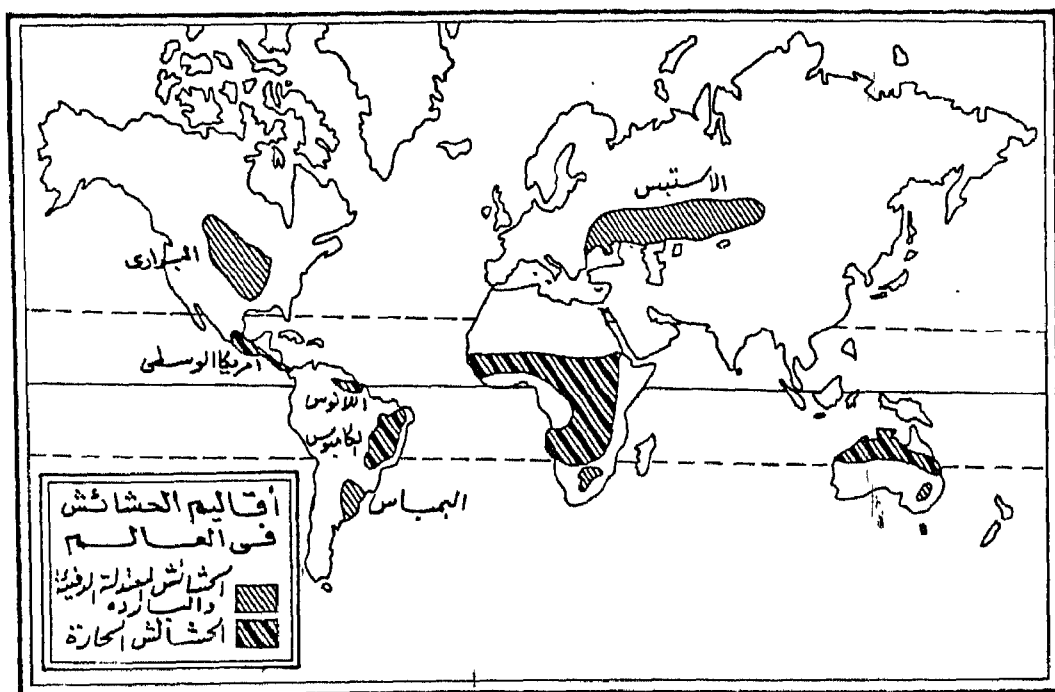 الاستبس
البرارى
امريكا الوسطى
اللانوس
الكامبوس
البمباس
أقاليم الحشائش
فى العالم
الحشائش المعتدلة الدفيئة
والباردة
الحشائش الحارة